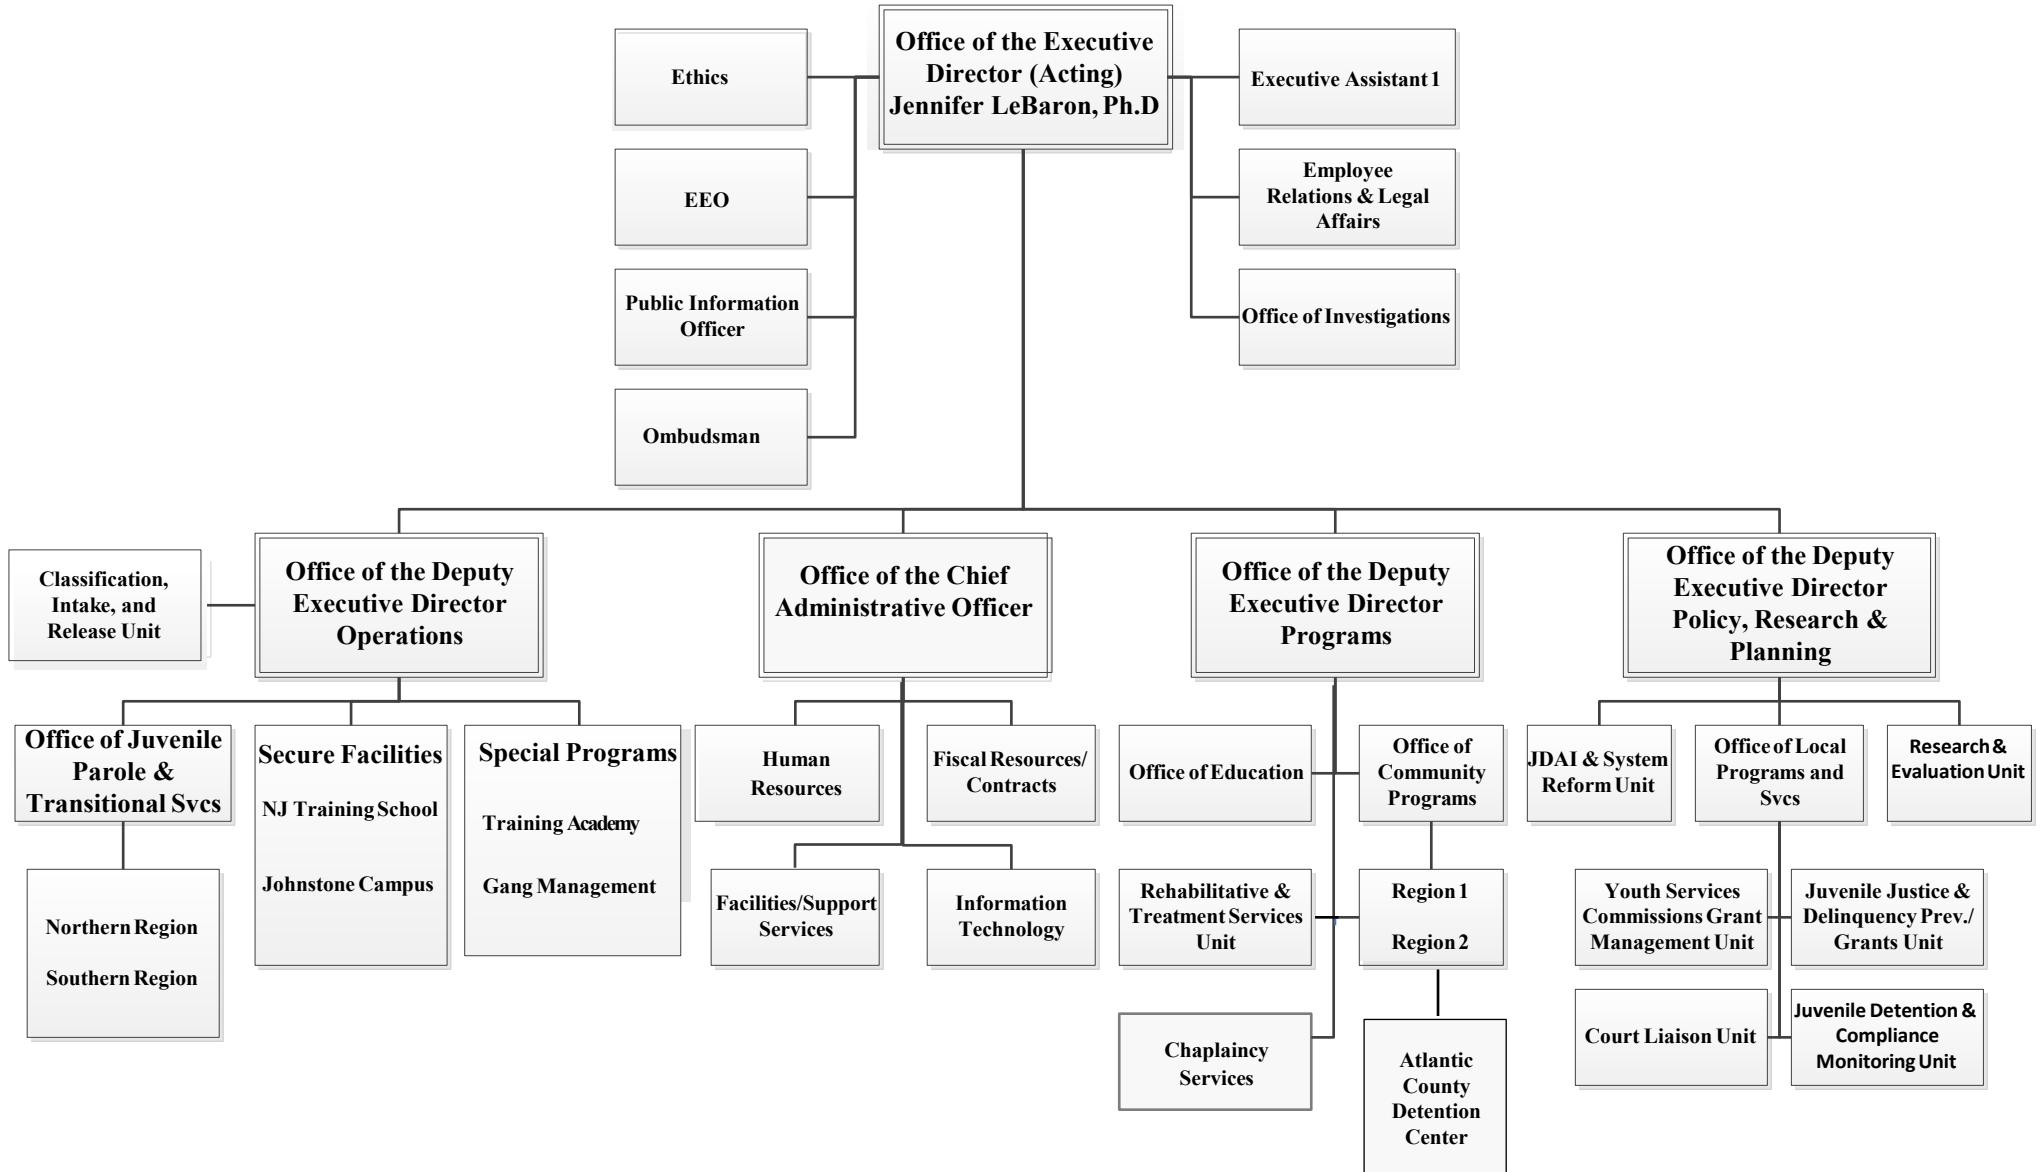 Office of the Executive
Director (Acting)
Jennifer LeBaron, Ph.D
Ethics
Executive Assistant 1
EEO
Employee
Relations & Legal
Affairs
Public Information
Officer
Office of Investigations
Ombudsman
Classification,
Intake, and
Release Unit
Office of the Deputy
Executive Director
Operations
Office of the Chief
Administrative Officer
Office of the Deputy
Executive Director
Programs
Office of the Deputy
Executive Director
Policy, Research &
Planning
Office of Juvenile
Parole &
Transitional Svcs
Northern Region
Southern Region
Secure Facilities
NJ Training School
Johnstone Campus
Special Programs
Training Academy
Gang Management
Human
Resources
Fiscal Resources/
Contracts
Facilities/Support
Services
Information
Technology
Office of Education
Office of
Community
Programs
Rehabilitative &
Treatment Services
Unit
Region 1
Region 2
Chaplaincy
Services
Atlantic
County
Detention
Center
JDAI & System
Reform Unit
Office of Local
Programs and
Svcs
Research &
Evaluation Unit
Youth Services
Commissions Grant
Management Unit
Juvenile Justice &
Delinquency Prev./
Grants Unit
Court Liaison Unit
Juvenile Detention &
Compliance
Monitoring Unit